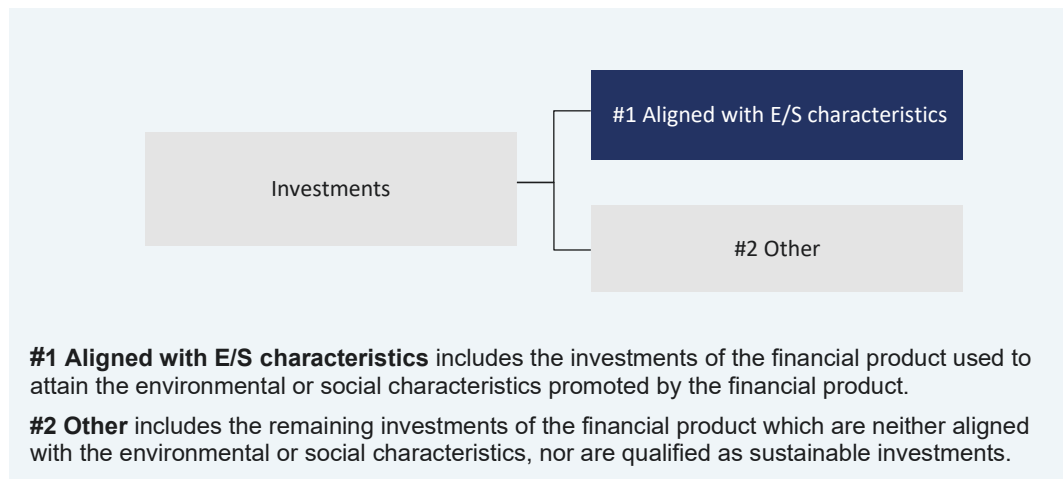 #1 Aligned with E/S characteristics
Investments
#2 Other
#1 Aligned with E/S characteristics includes the investments of the financial product used to
attain the environmental or social characteristics promoted by the financial product.
#2 Other includes the remaining investments of the financial product which are neither aligned
with the environmental or social characteristics, nor are qualified as sustainable investments.